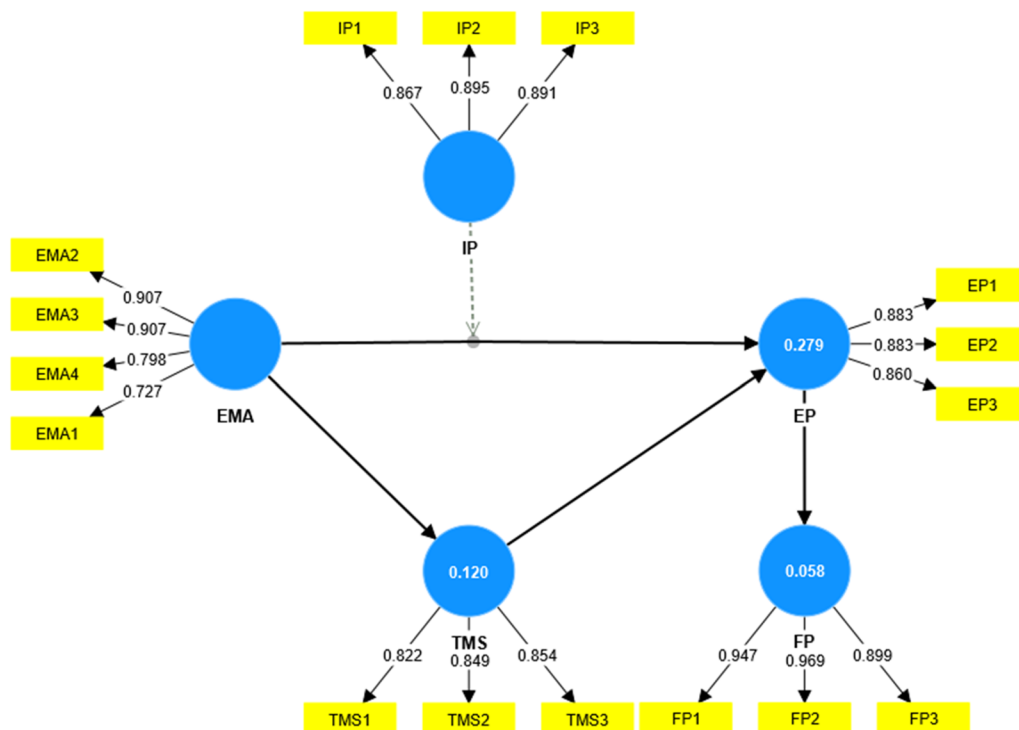 IP1 IP2 IP3
0.867 0.895 0.891
IP
EMA2
0.907
EMA3
0.907
EMA4
0.798
0.727
EMA1
EMA
0.279
EP
EP1
0.883
EP2
0.883
EP3
0.860
0.120
TMS
0.822 0.849 0.854
TMS1 TMS2 TMS3
0.058
FP
0.947 0.969 0.899
FP1 FP2 FP3